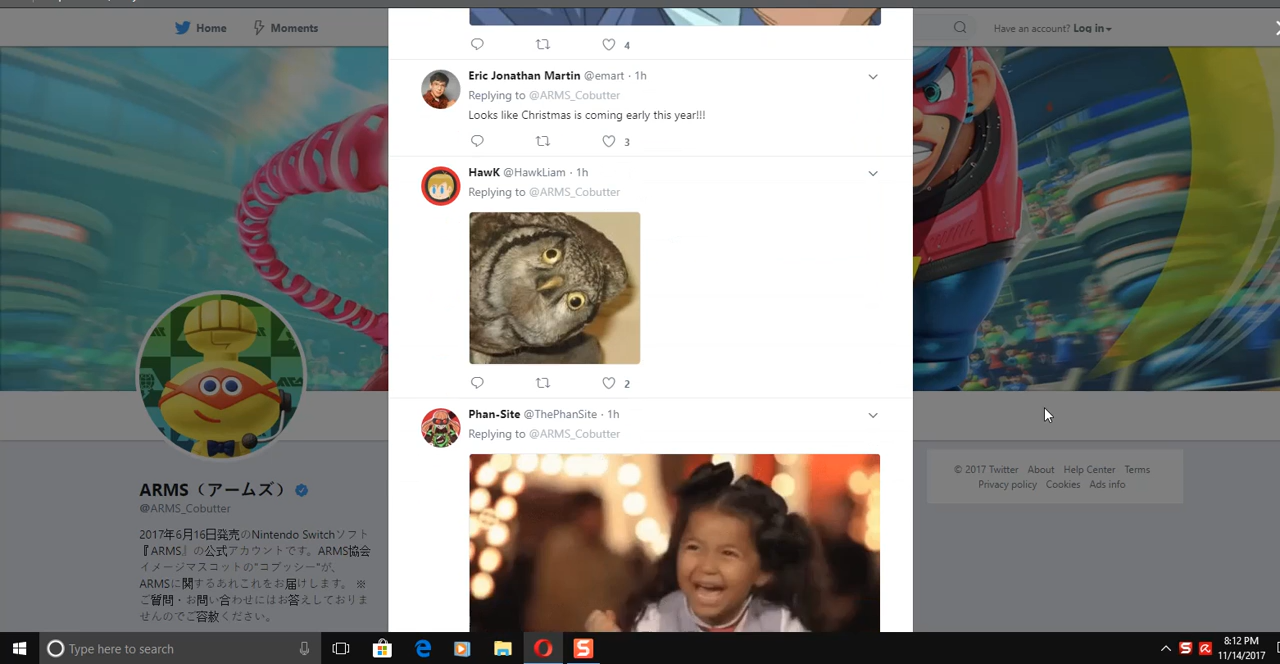 Home
Moments
Have an account? Log in
4
Eric Jonathan Martin @emart · 1h
Replying to @ARMS_Cobutter
Looks like Christmas is coming early this year!!!
3
HawK @HawkLiam · 1h
Replying to @ARMS_Cobutter
2
Phan-Site @ThePhanSite · 1h
Replying to @ARMS_Cobutter
ARMS（アームズ）
@ARMS_Cobutter
2017年6月16日発売のNintendo Switchソフト
『ARMS』の公式アカウントです。ARMS協会
イメージマスコットの"コブッシー"が、
ARMSに関するあれこれをお届けします。 ※
ご質問・お問い合わせにはお答えしておりま
せんのでご容赦ください。
© 2017 Twitter About Help Center Terms
Privacy policy Cookies Ads info
Type here to search
8:12 PM
11/14/2017